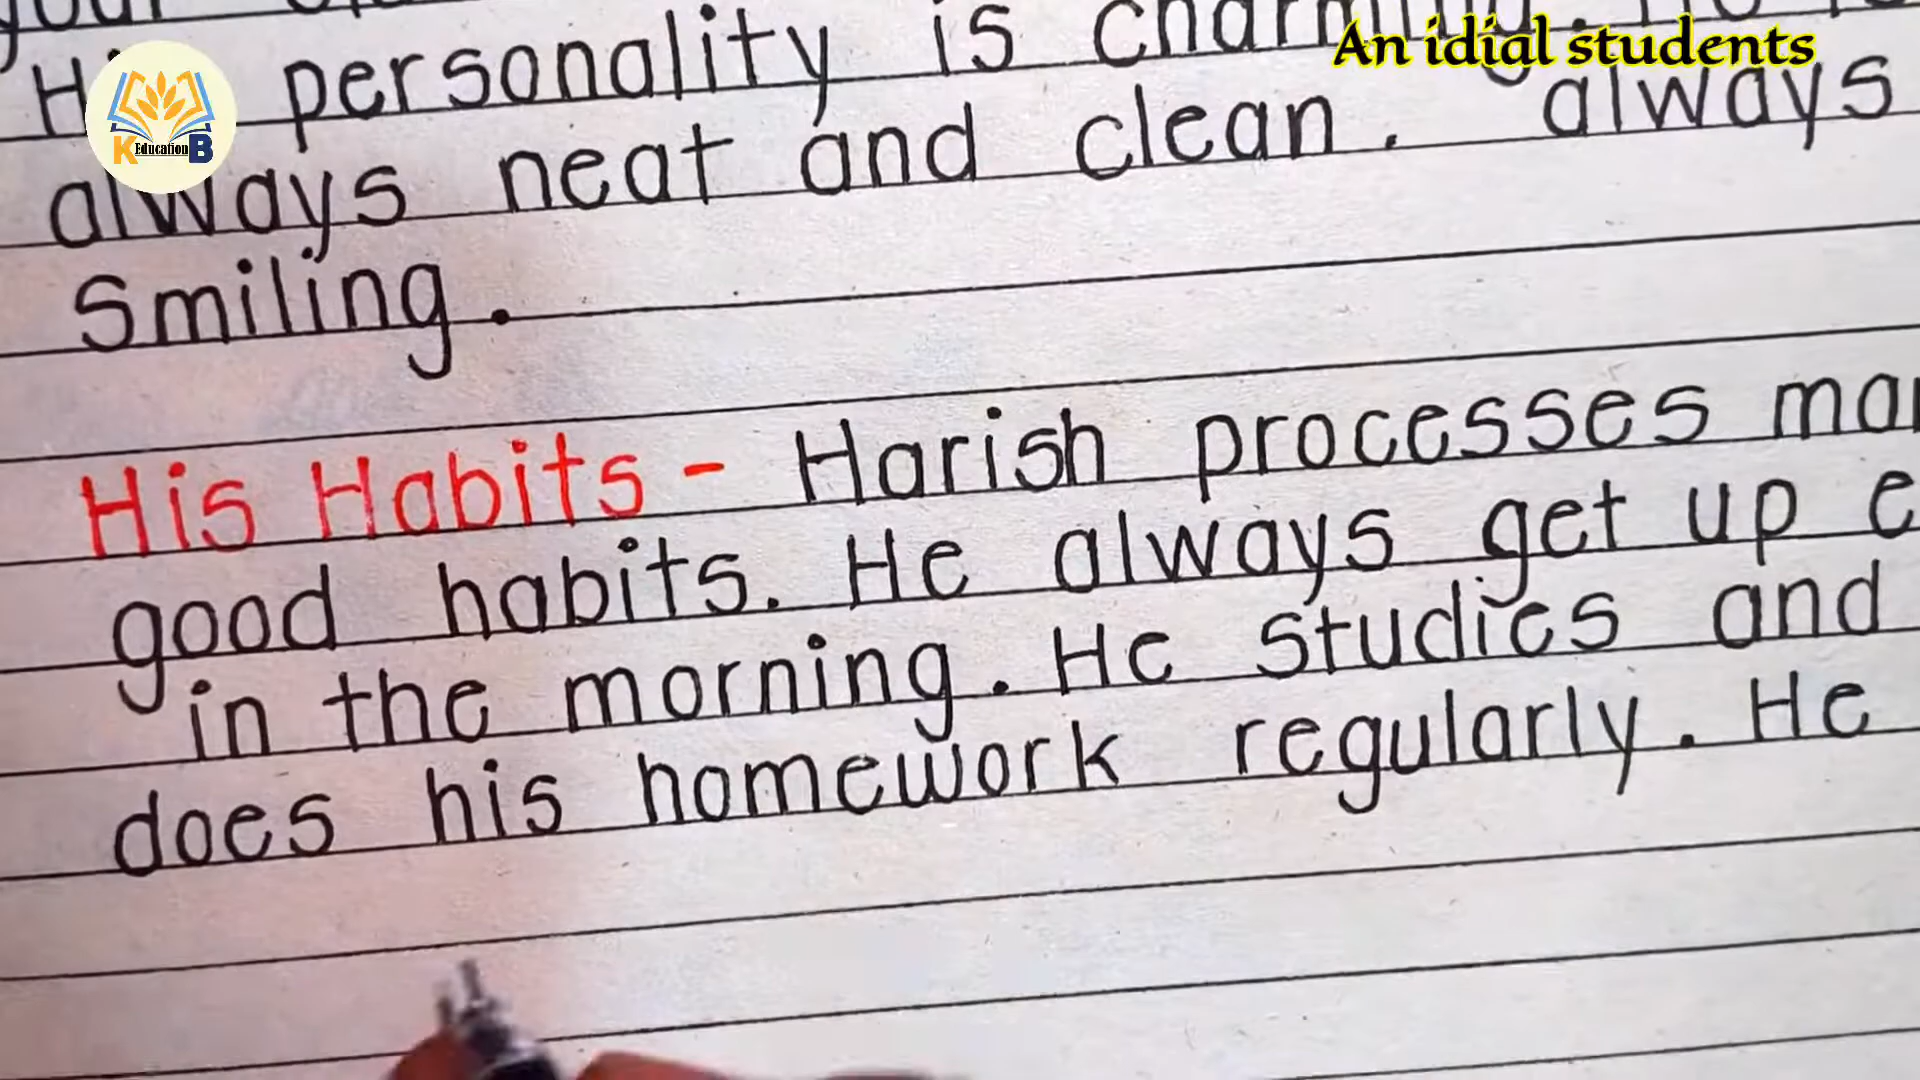 An idial students
personality is
always neat and clean. always
Smiling.
His Habits - Harish processes
good habits. He always get up
in the morning. He studies and
does his homework regularly. He
K Education B